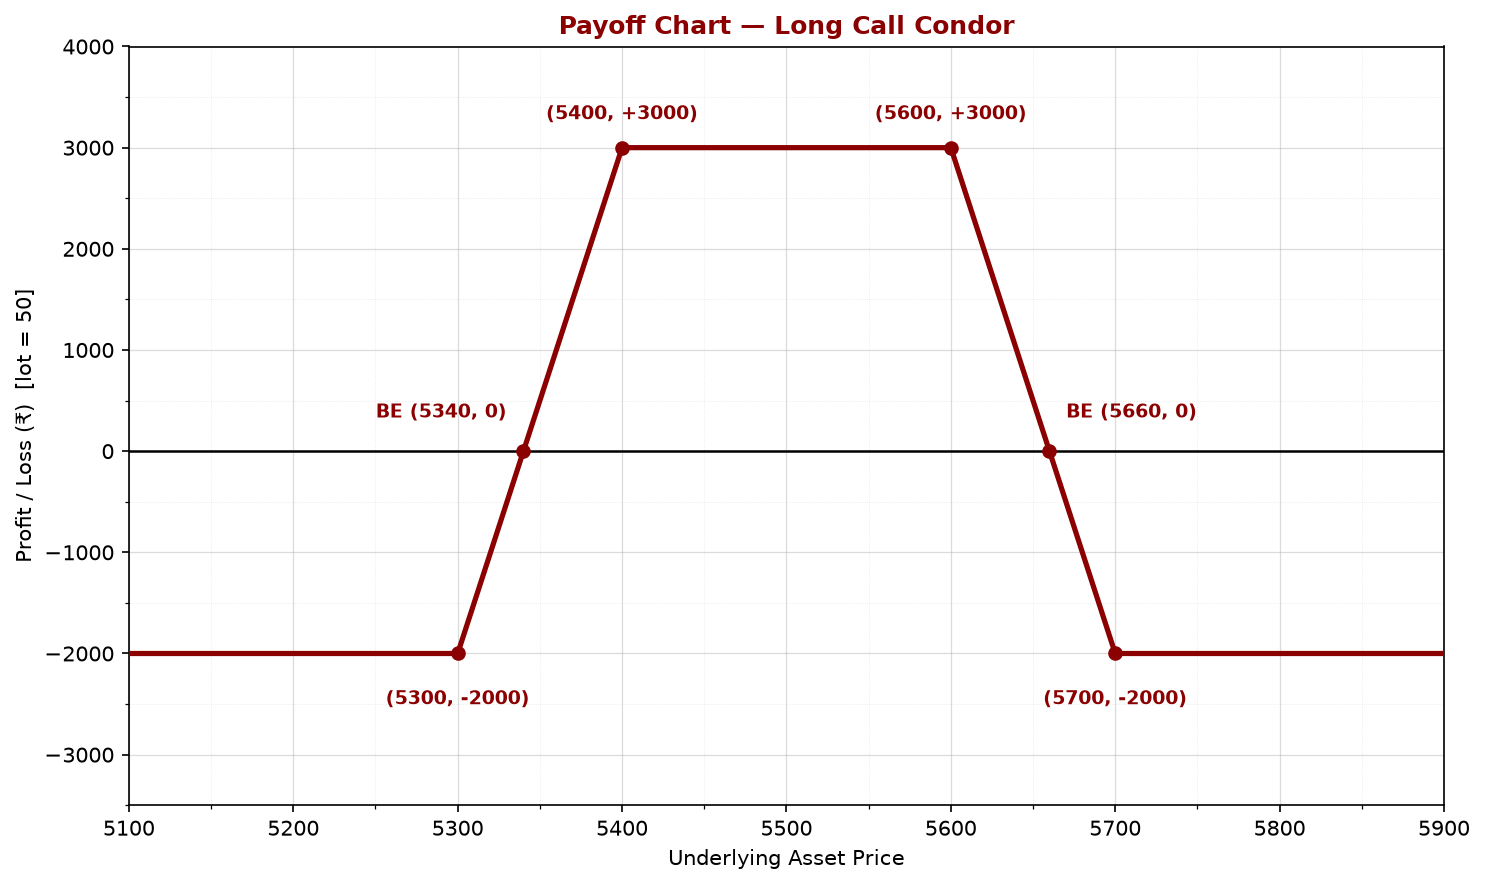 Payoff Chart — Long Call Condor
4000
3000
2000
1000
0
−1000
−2000
−3000
Profit / Loss (₹)  [lot = 50]
(5400, +3000)
(5600, +3000)
BE (5340, 0)
BE (5660, 0)
(5300, -2000)
(5700, -2000)
5100 5200 5300 5400 5500 5600 5700 5800 5900
Underlying Asset Price